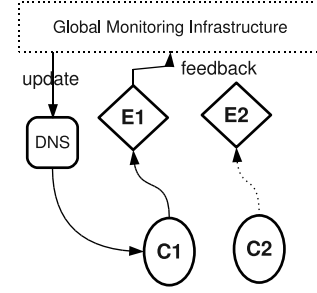 Global Monitoring Infrastructure
update
feedback
E1
E2
DNS
C1
C2